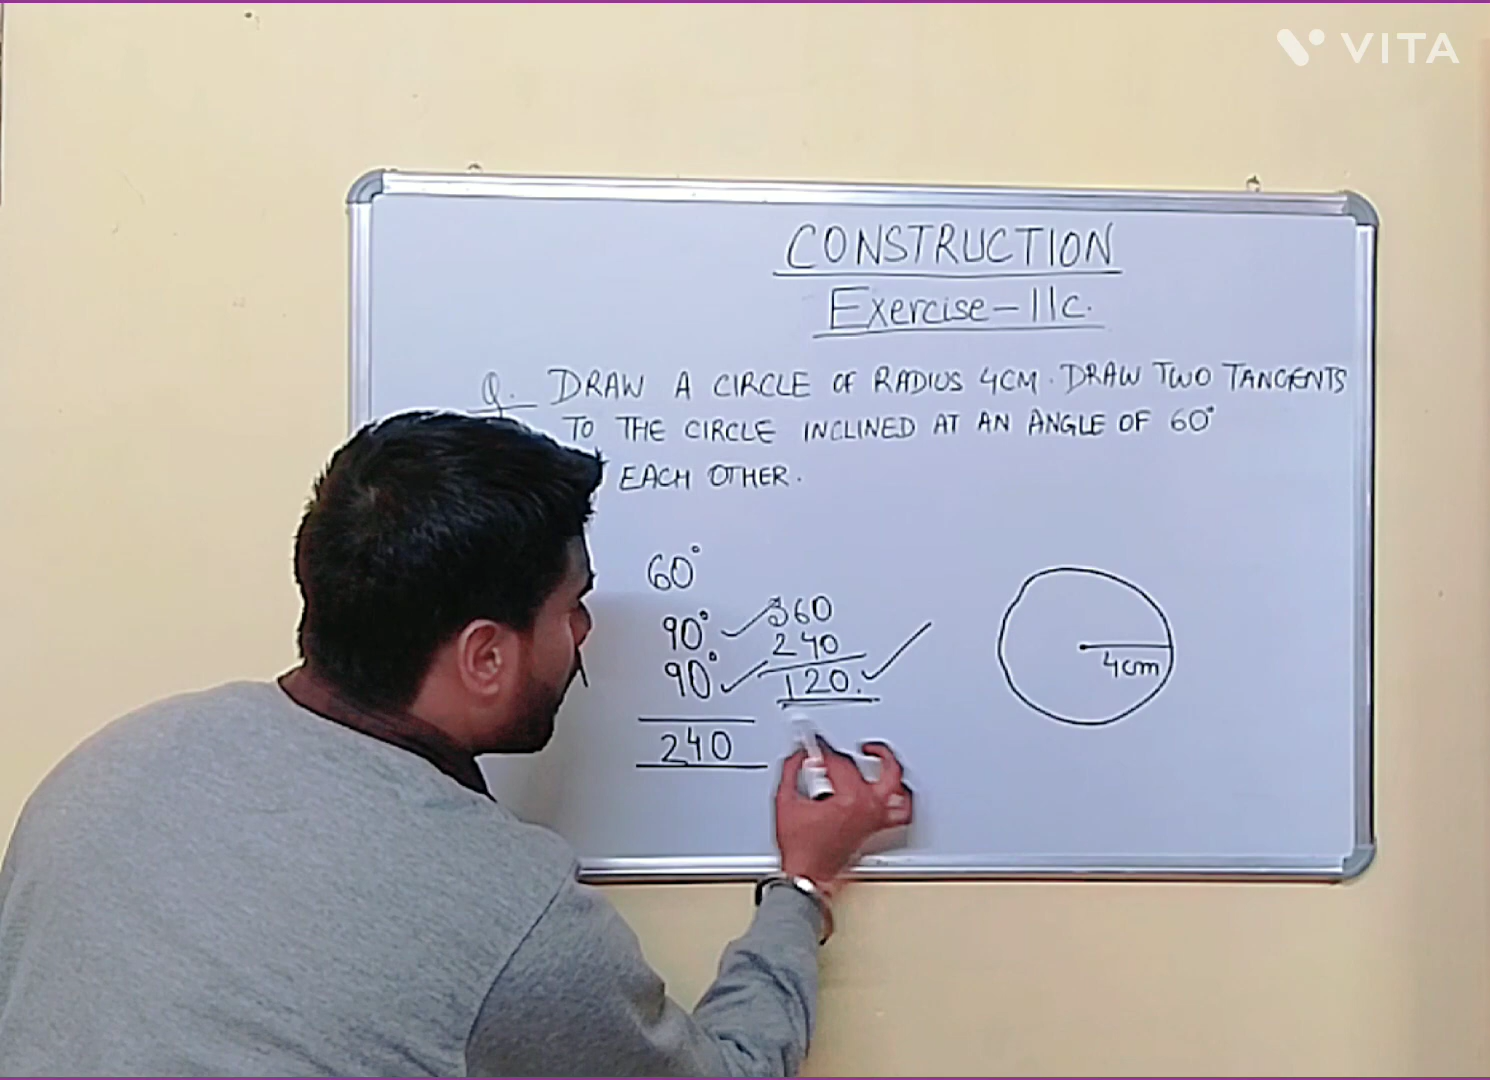 VITA
CONSTRUCTION
Exercise-11c.
Q. DRAW A CIRCLE OF RADIUS 4CM. DRAW TWO TANGENTS
TO THE CIRCLE INCLINED AT AN ANGLE OF 60°
EACH OTHER.
60°
90°
90°
240
360
240
120.
4cm